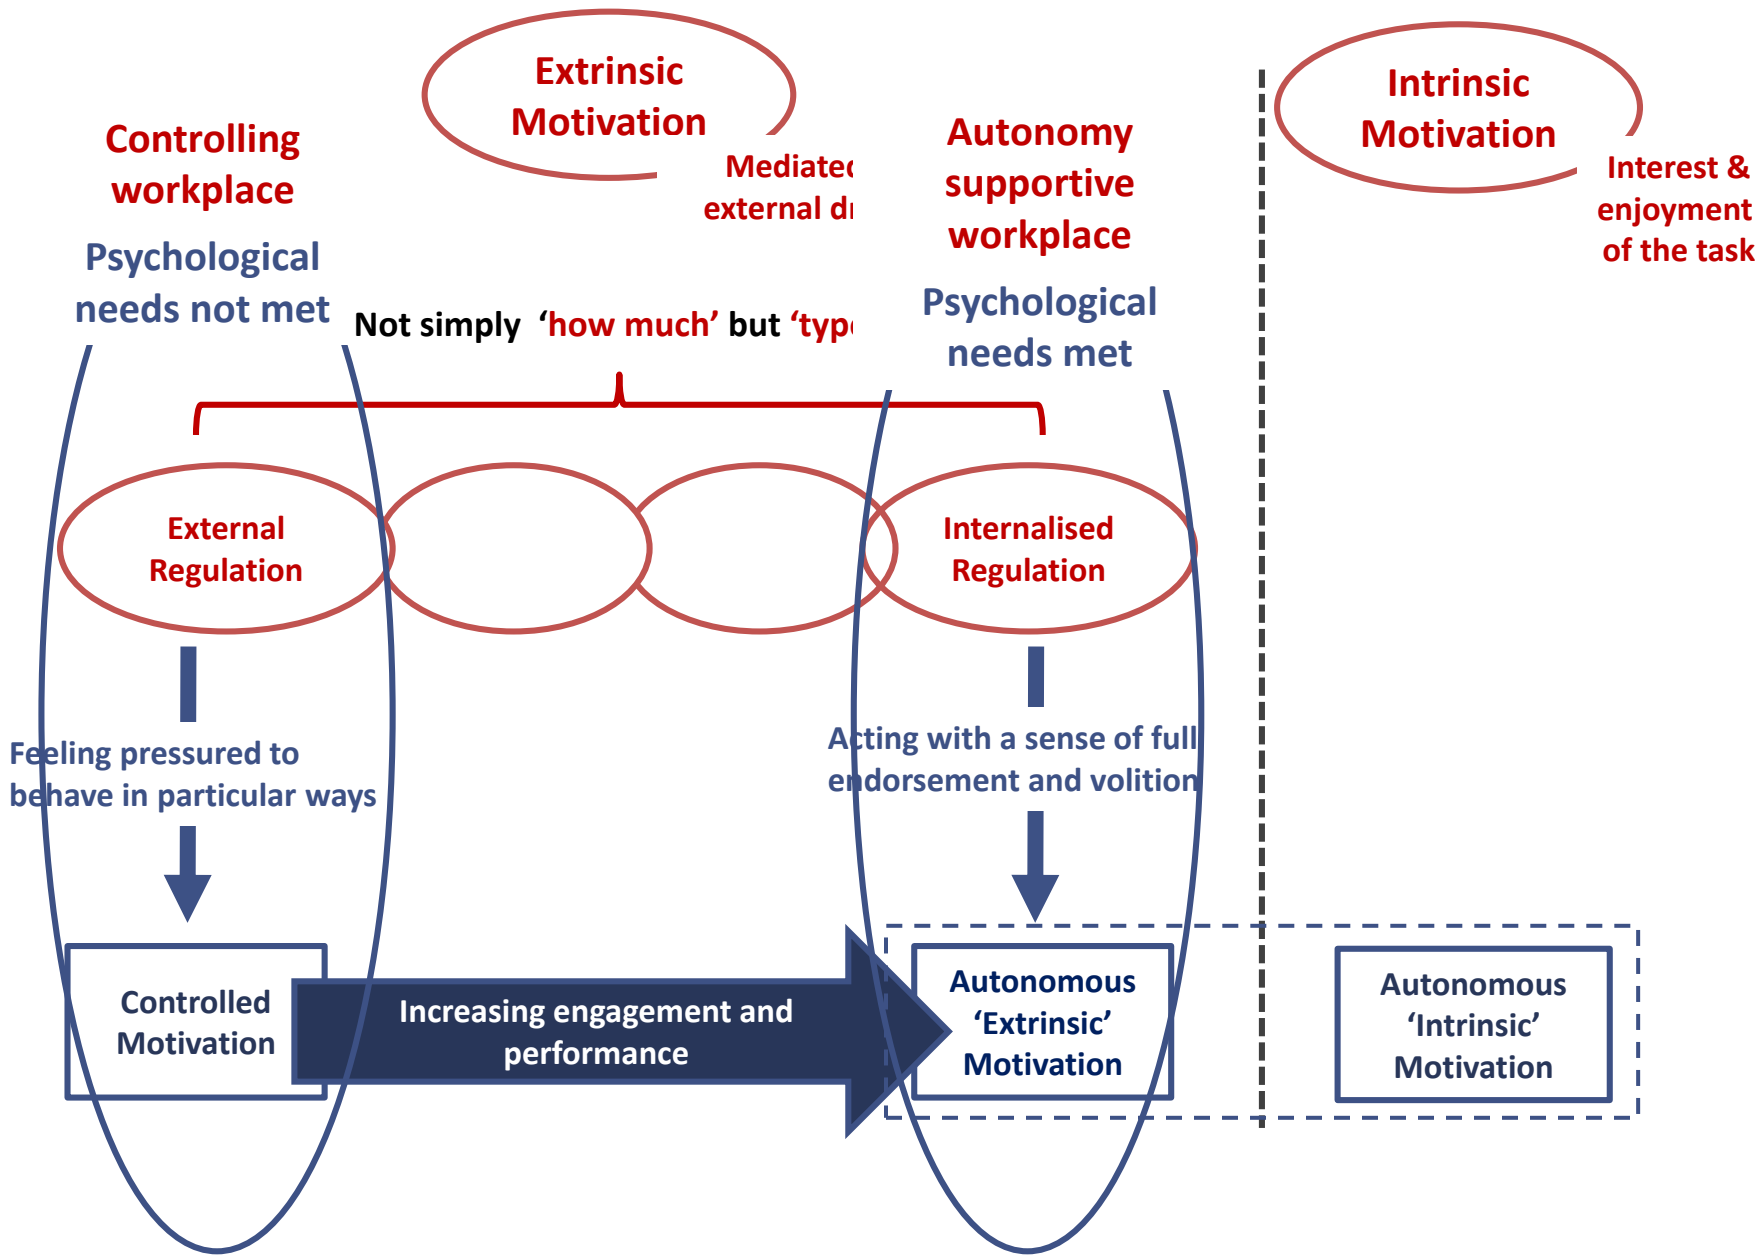 Extrinsic
Motivation
Mediated
external
Intrinsic
Motivation
Interest &
enjoyment
of the task
Controlling
workplace
Psychological
needs not met
Autonomy
supportive
workplace
Psychological
needs met
Not simply ‘how much’ but ‘type
External
Regulation
Internalised
Regulation
Feeling pressured to
behave in particular ways
Acting with a sense of full
endorsement and volition
Controlled
Motivation
Increasing engagement and
performance
Autonomous
‘Extrinsic’
Motivation
Autonomous
‘Intrinsic’
Motivation